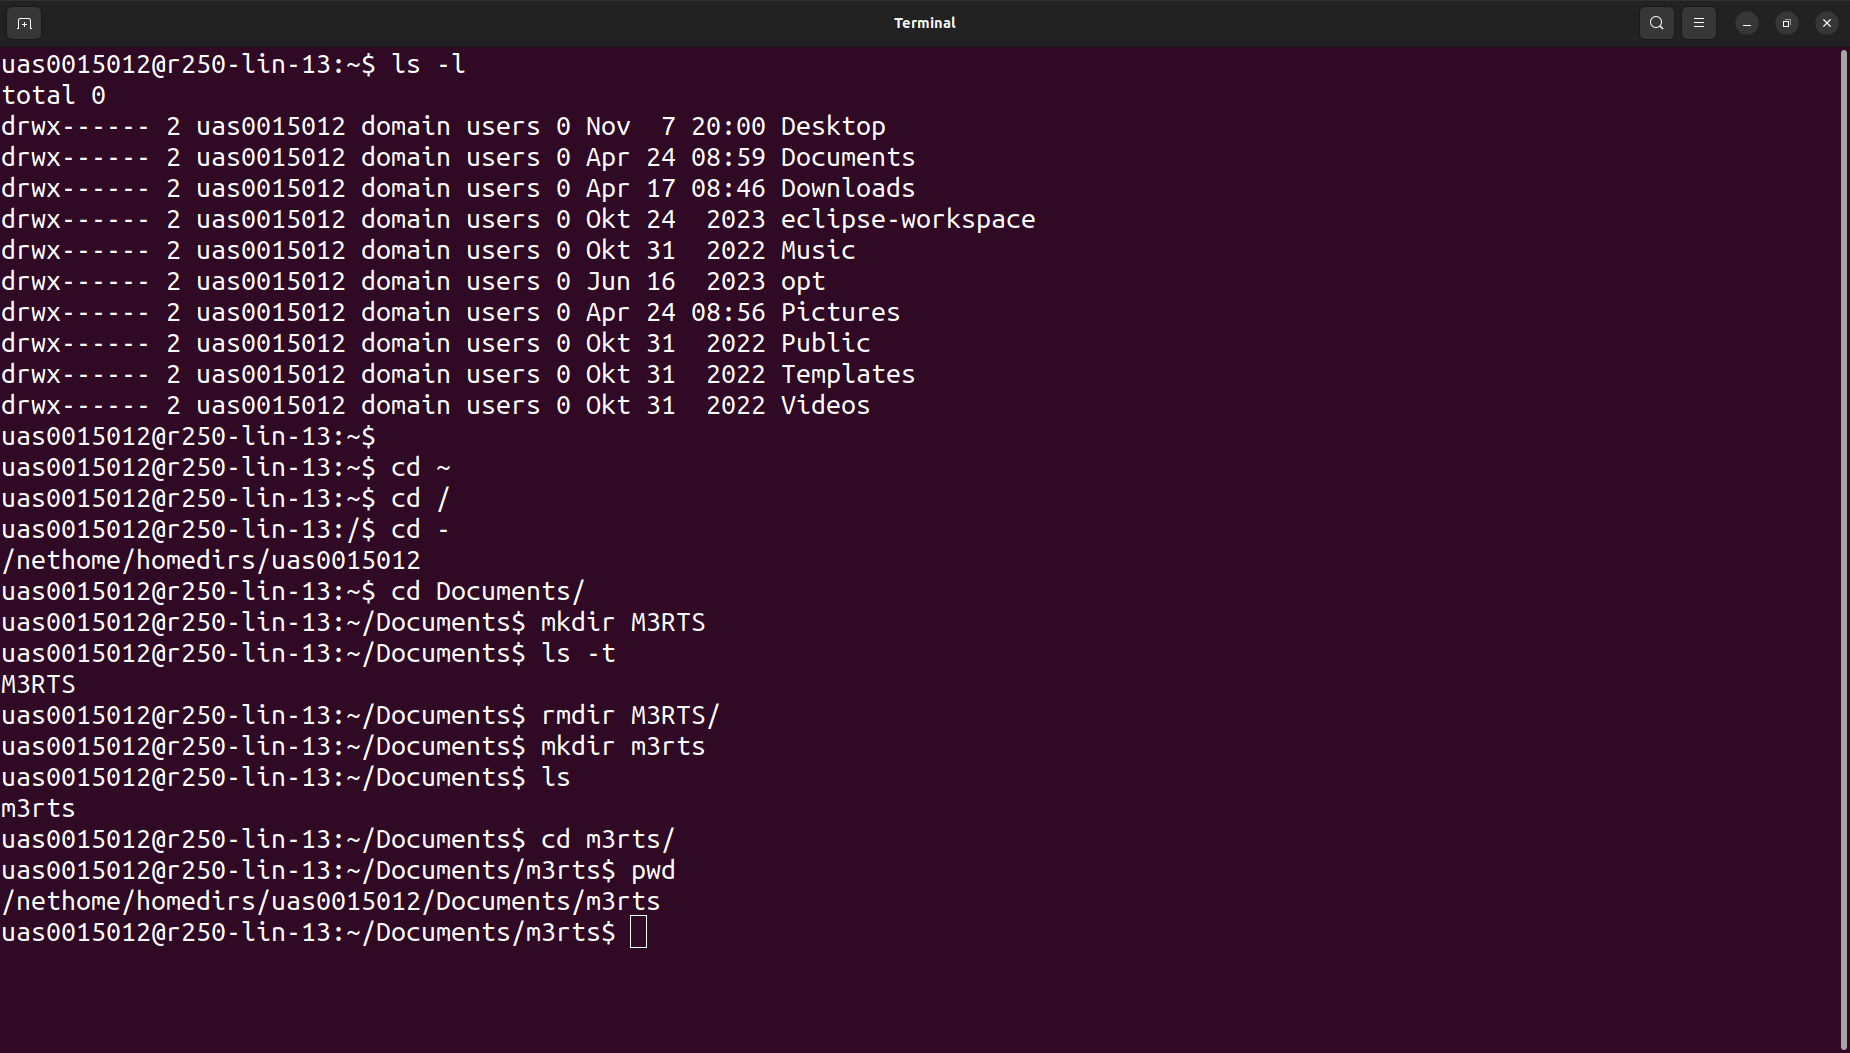 Terminal
uas0015012@r250-lin-13:~$ ls -l
total 0
drwx------ 2 uas0015012 domain users 0 Nov  7 20:00 Desktop
drwx------ 2 uas0015012 domain users 0 Apr 24 08:59 Documents
drwx------ 2 uas0015012 domain users 0 Apr 17 08:46 Downloads
drwx------ 2 uas0015012 domain users 0 Okt 24  2023 eclipse-workspace
drwx------ 2 uas0015012 domain users 0 Okt 31  2022 Music
drwx------ 2 uas0015012 domain users 0 Jun 16  2023 opt
drwx------ 2 uas0015012 domain users 0 Apr 24 08:56 Pictures
drwx------ 2 uas0015012 domain users 0 Okt 31  2022 Public
drwx------ 2 uas0015012 domain users 0 Okt 31  2022 Templates
drwx------ 2 uas0015012 domain users 0 Okt 31  2022 Videos
uas0015012@r250-lin-13:~$
uas0015012@r250-lin-13:~$ cd ~
uas0015012@r250-lin-13:~$ cd /
uas0015012@r250-lin-13:/$ cd -
/nethome/homedirs/uas0015012
uas0015012@r250-lin-13:~$ cd Documents/
uas0015012@r250-lin-13:~/Documents$ mkdir M3RTS
uas0015012@r250-lin-13:~/Documents$ ls -t
M3RTS
uas0015012@r250-lin-13:~/Documents$ rmdir M3RTS/
uas0015012@r250-lin-13:~/Documents$ mkdir m3rts
uas0015012@r250-lin-13:~/Documents$ ls
m3rts
uas0015012@r250-lin-13:~/Documents$ cd m3rts/
uas0015012@r250-lin-13:~/Documents/m3rts$ pwd
/nethome/homedirs/uas0015012/Documents/m3rts
uas0015012@r250-lin-13:~/Documents/m3rts$